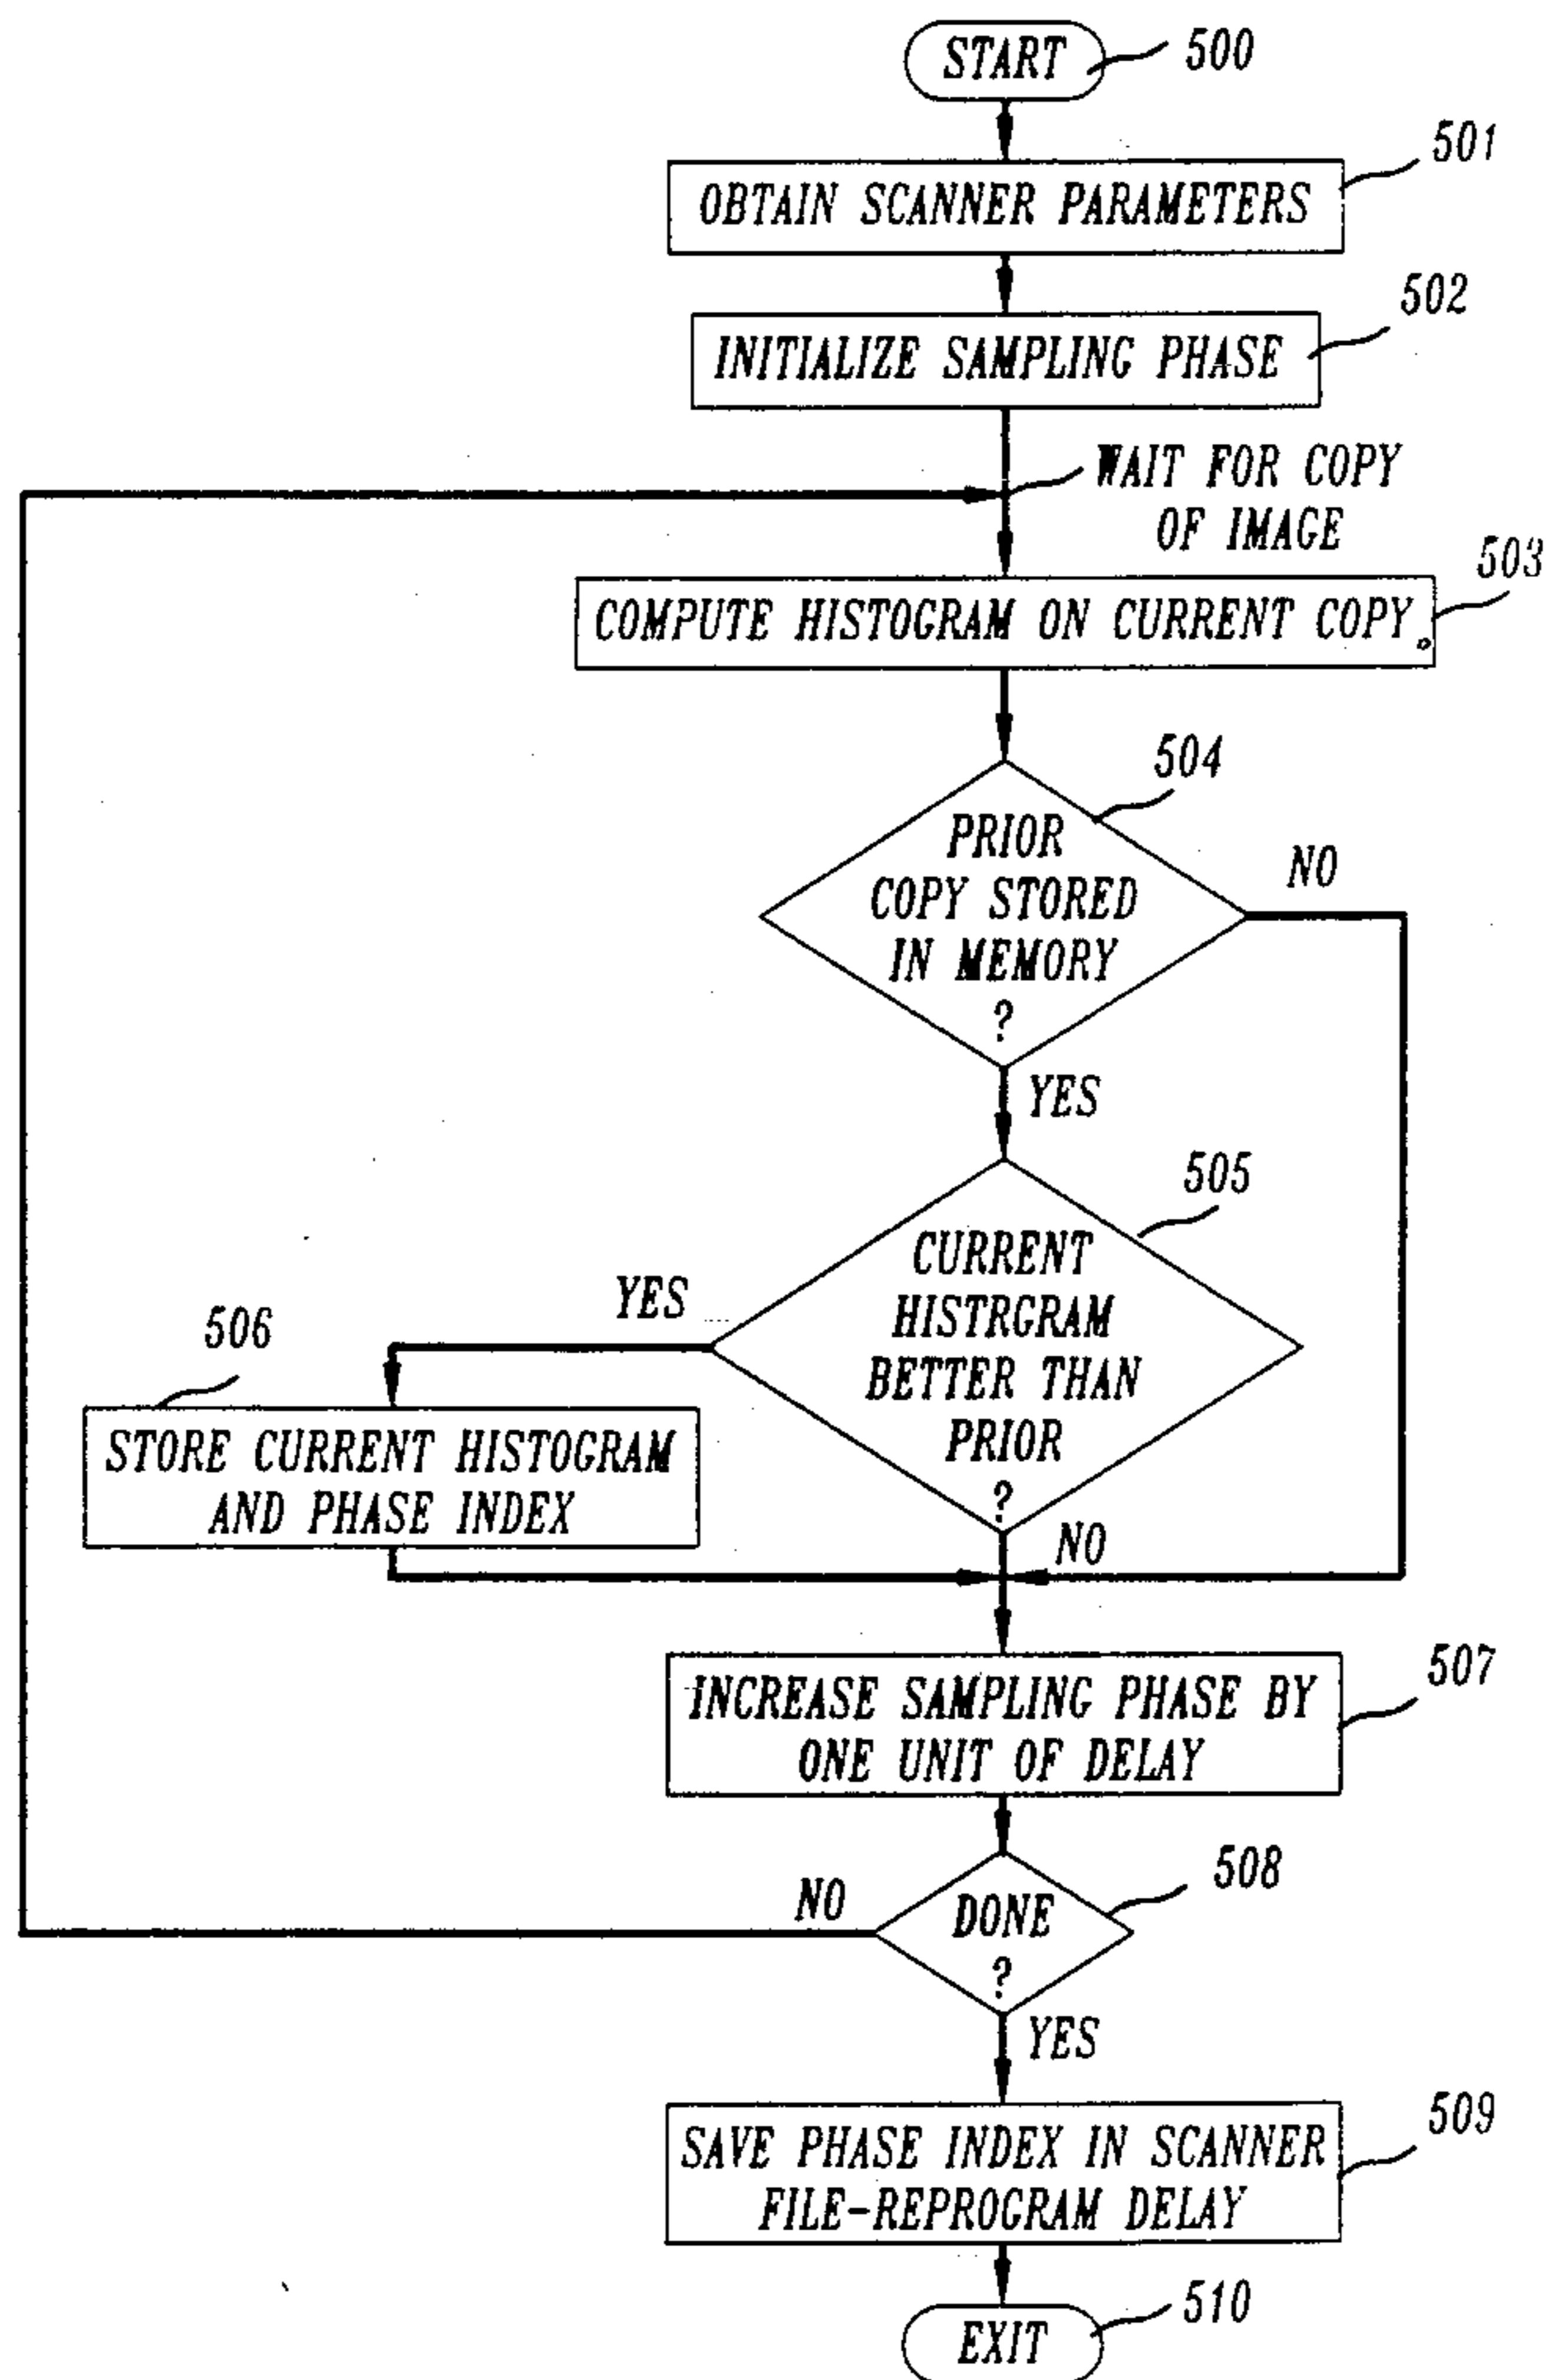 START
500
501
OBTAIN SCANNER PARAMETERS
502
INITIALIZE SAMPLING PHASE
WAIT FOR COPY
OF IMAGE
503
COMPUTE HISTOGRAM ON CURRENT COPY.
504
PRIOR
COPY STORED
IN MEMORY
?
NO
YES
505
CURRENT
HISTRGRAM
BETTER THAN
PRIOR
?
YES
NO
506
STORE CURRENT HISTOGRAM
AND PHASE INDEX
507
INCREASE SAMPLING PHASE BY
ONE UNIT OF DELAY
508
DONE
?
NO
YES
509
SAVE PHASE INDEX IN SCANNER
FILE-REPROGRAM DELAY
510
EXIT